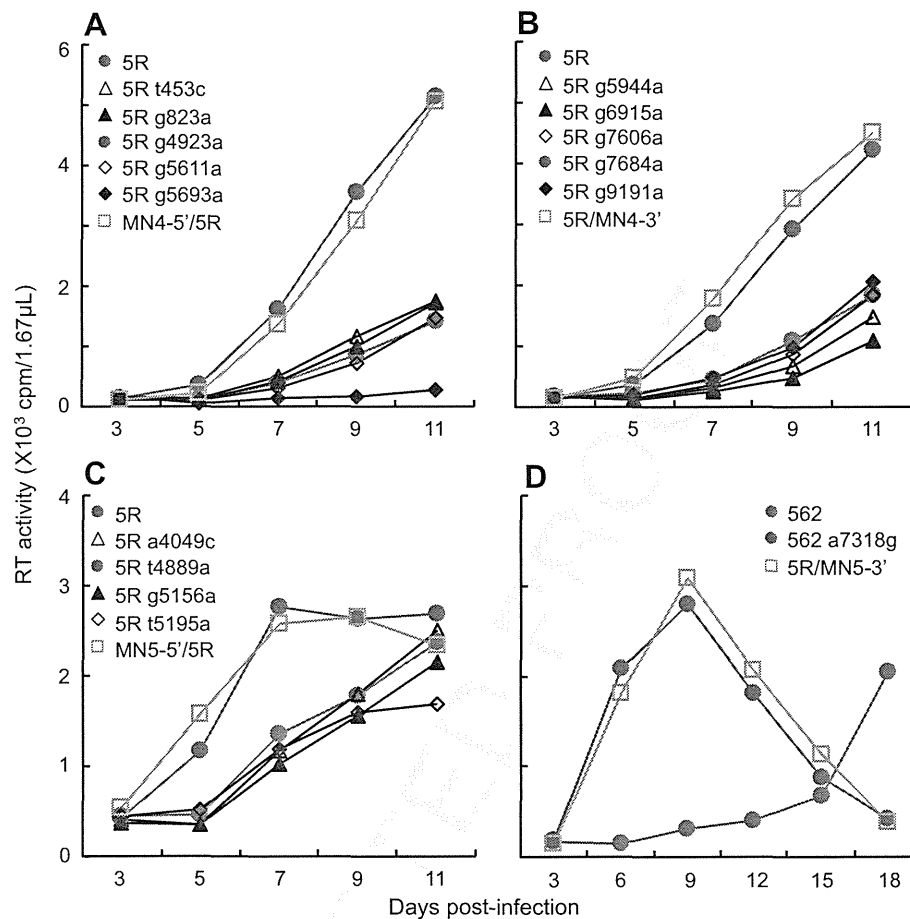 A
6
4
2
0
5R
5R t453c
5R g823a
5R g4923a
5R g5611a
5R g5693a
MN4-5’/5R
3 5 7 9 11
B
5R
5R g5944a
5R g6915a
5R g7606a
5R g7684a
5R g9191a
5R/MN4-3’
3 5 7 9 11
RT activity (X10³ cpm/1.67µL)
C
4
3
2
1
0
5R
5R a4049c
5R t4889a
5R g5156a
5R t5195a
MN5-5’/5R
3 5 7 9 11
D
562
562 a7318g
5R/MN5-3’
3 6 9 12 15 18
Days post-infection